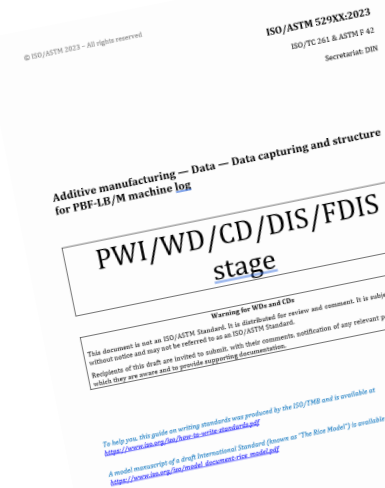 © ISO/ASTM 2023 – All rights reserved
ISO/ASTM 529XX:2023
ISO/TC 261 & ASTM F 42
Secretariat: DIN
Additive manufacturing — Data — Data capturing and structure
for PBF-LB/M machine log
PWI/WD/CD/DIS/FDIS
stage
Warning for WDs and CDs
This document is not an ISO/ASTM Standard. It is distributed for review and comment. It is
without notice and may not be referred to as an ISO/ASTM Standard.
Recipients of this draft are invited to submit, with their comments, notification of any relevant
which they are aware and to provide supporting documentation.
To help you, this guide on writing standards was produced by the ISO/TMB and is available at
https://www.iso.org/iso/how-to-write-standards.pdf
A model manuscript of a draft International Standard (known as “The Rice Model”) is available
https://www.iso.org/iso/model_document-rice_model.pdf